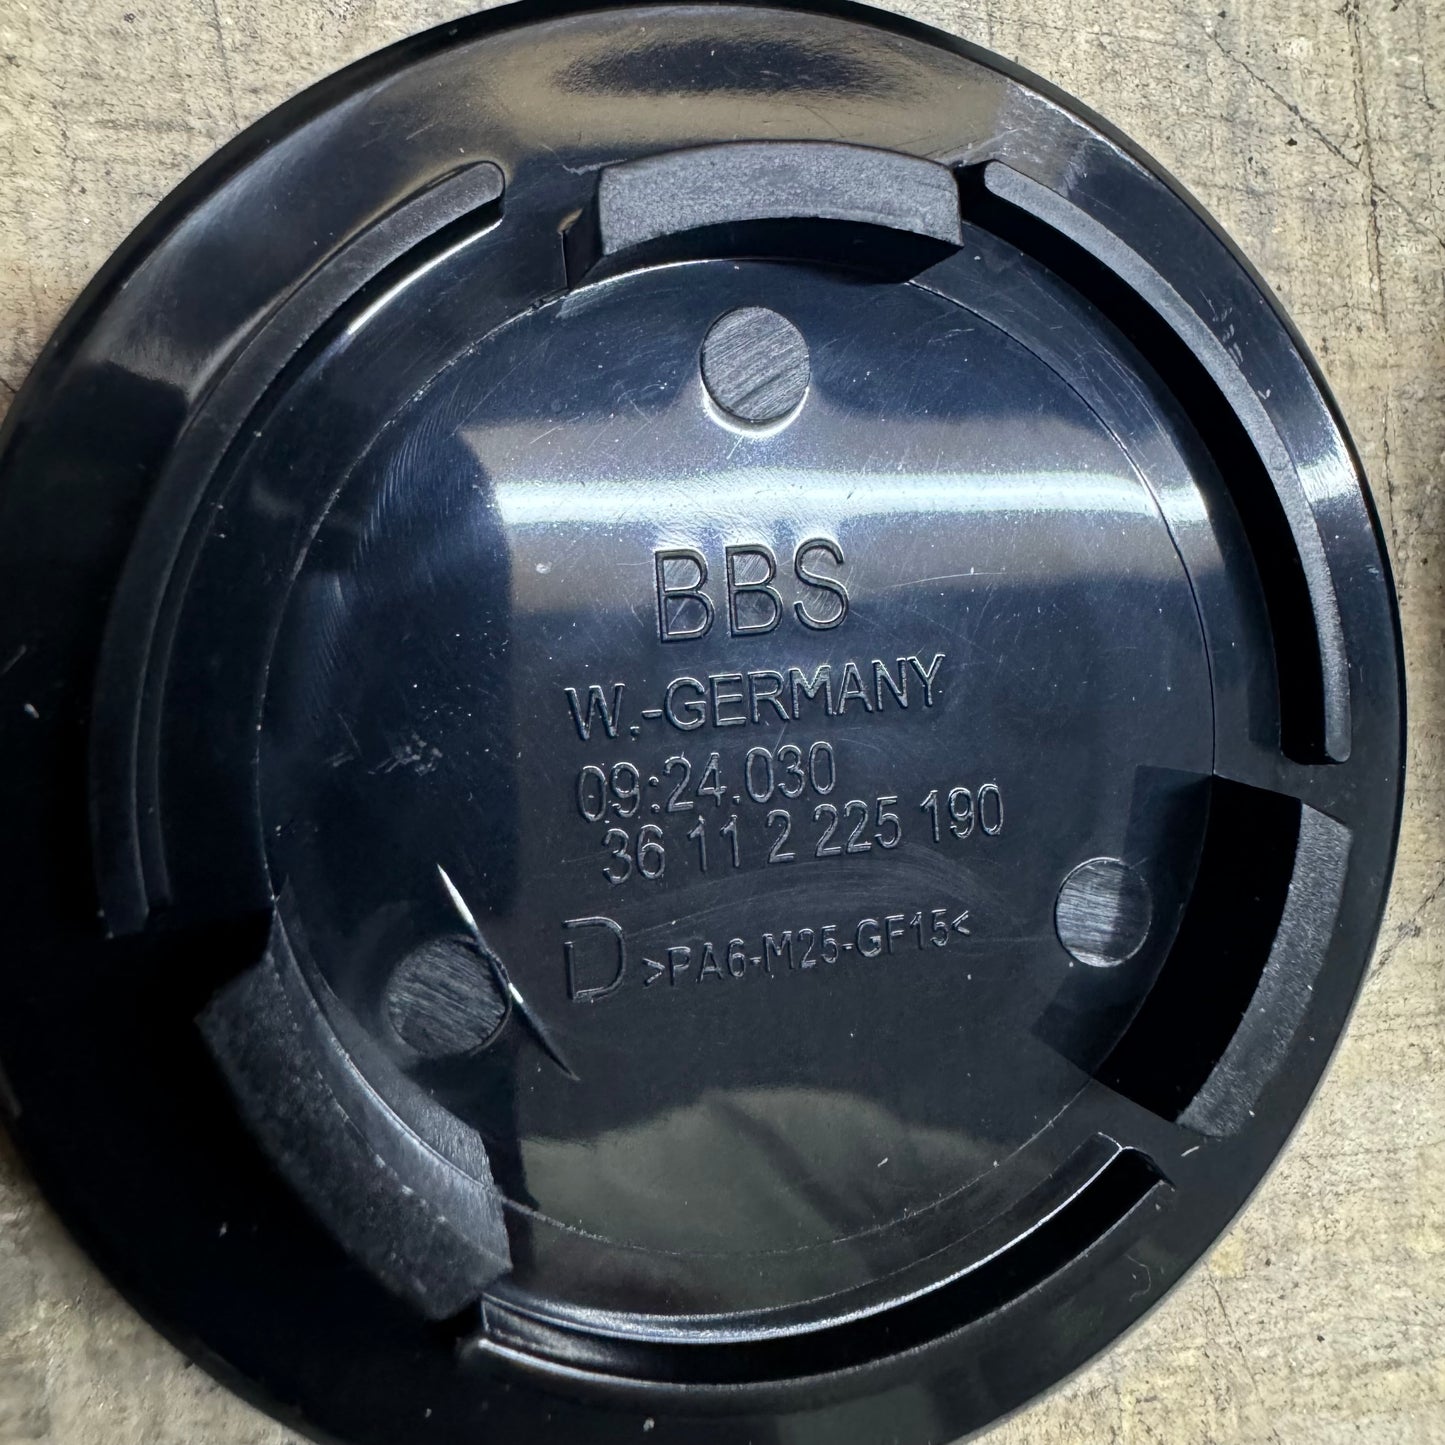 BBS
W.-GERMANY
09:24.030
36 11 2 225 190
D >PA6-M25-GF15<